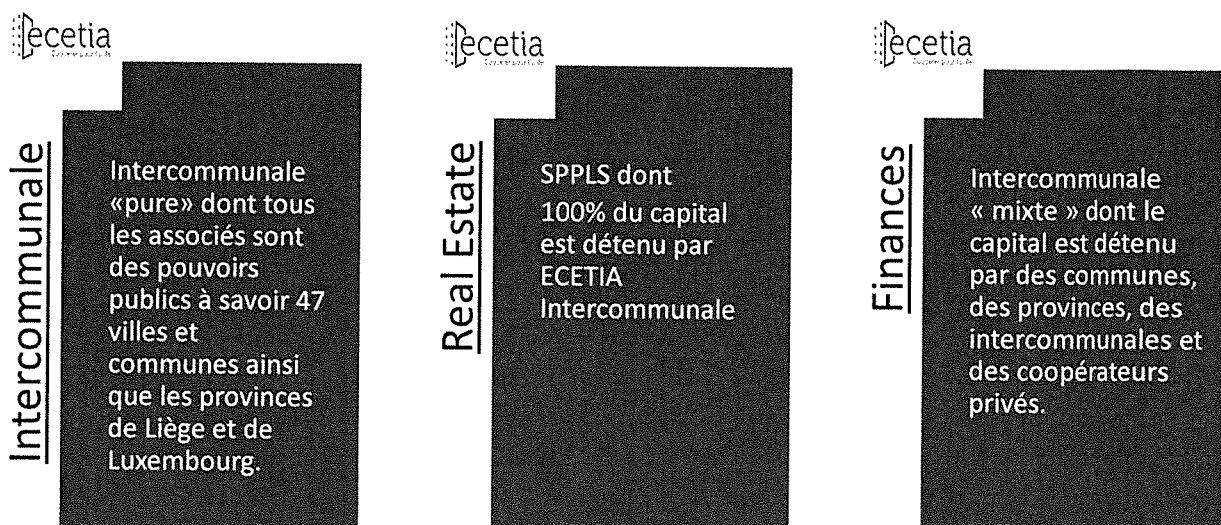 ecetia
Intercommunale
Intercommunale
«pure» dont tous
les associés sont
des pouvoirs
publics à savoir 47
villes et
communes ainsi
que les provinces
de Liège et de
Luxembourg.
ecetia
Real Estate
SPPLS dont
100% du capital
est détenu par
ECETIA
Intercommunale
ecetia
Finances
Intercommunale
« mixte » dont le
capital est détenu
par des communes,
des provinces, des
intercommunales et
des coopérateurs
privés.